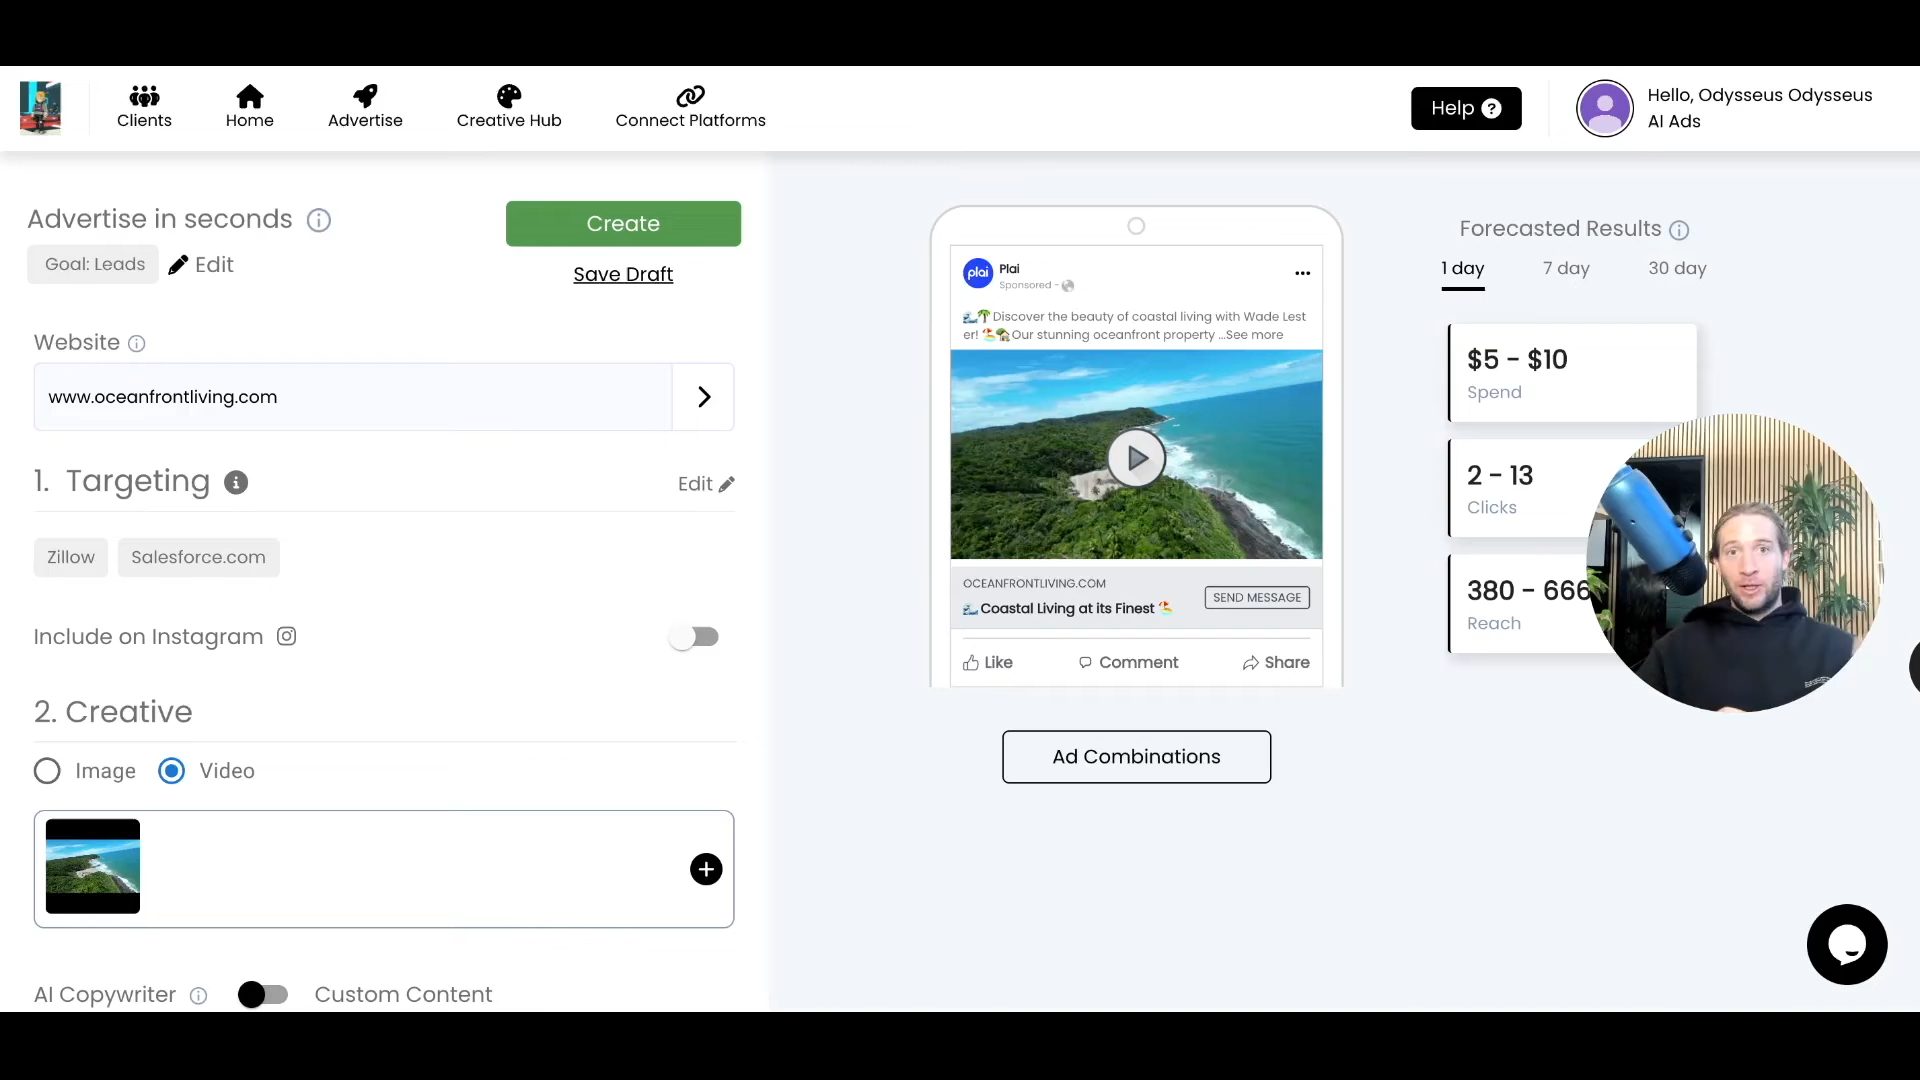 Clients
Home
Advertise
Creative Hub
Connect Platforms
Help ?
Hello, Odysseus Odysseus
AI Ads
Advertise in seconds
Create
Goal: Leads
Edit
Save Draft
Website
www.oceanfrontliving.com
1. Targeting
Edit
Zillow
Salesforce.com
Include on Instagram
2. Creative
Image
Video
AI Copywriter
Custom Content
plai
Plai
Sponsored -
🌊🌴Discover the beauty of coastal living with Wade Lest
er! 🏖️🏡Our stunning oceanfront property ...See more
OCEANFRONTLIVING.COM
🌊Coastal Living at its Finest 🏖️
SEND MESSAGE
Like
Comment
Share
Ad Combinations
Forecasted Results
1 day
7 day
30 day
$5 - $10
Spend
2 - 13
Clicks
380 - 666
Reach